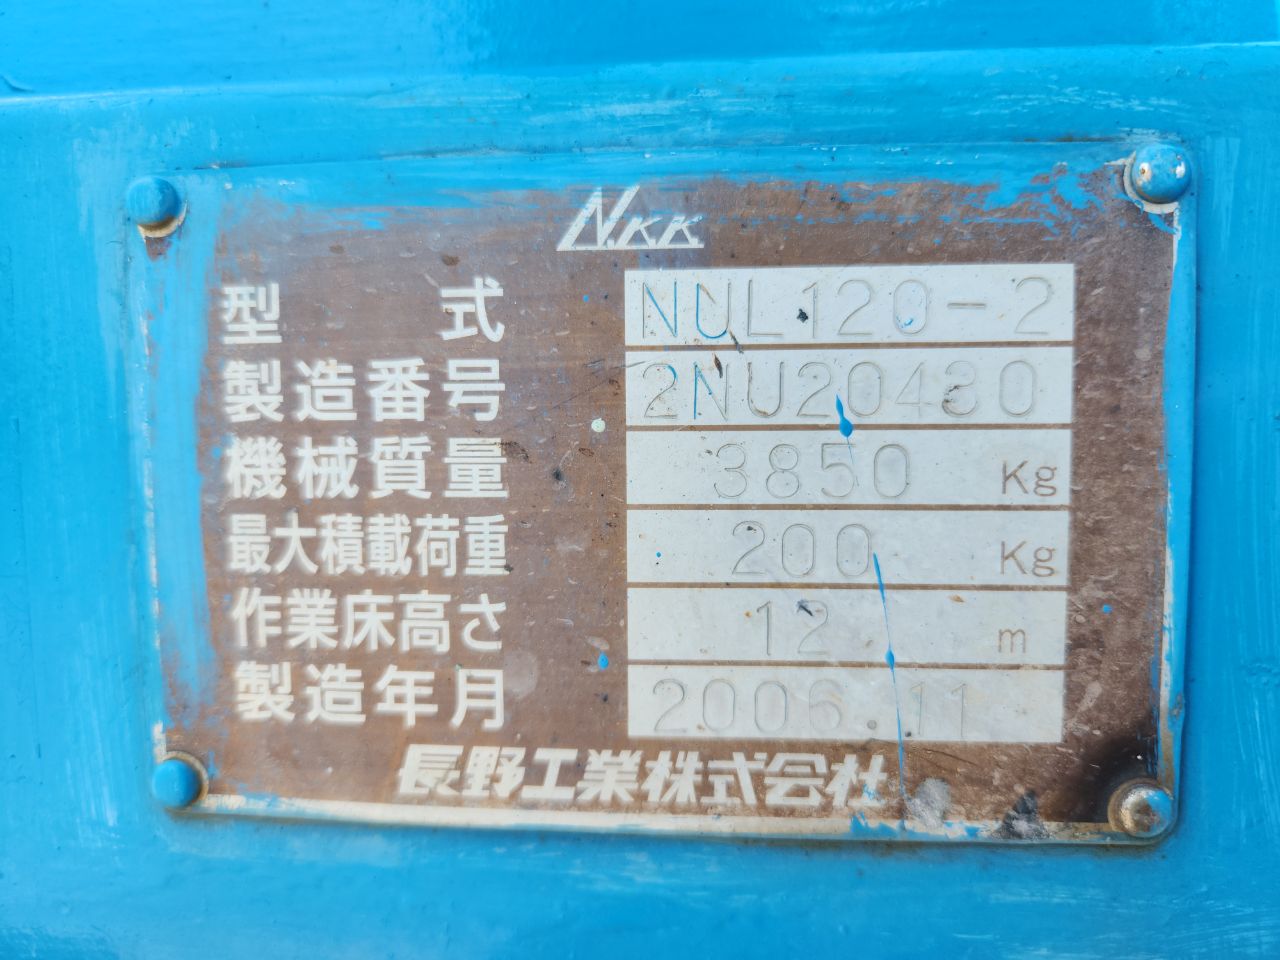 N.KK
型式 NUL120-2
製造番号 2NU20430
機械質量 3850 Kg
最大積載荷重 200 Kg
作業床高さ 12 m
製造年月 2006.11
長野工業株式会社